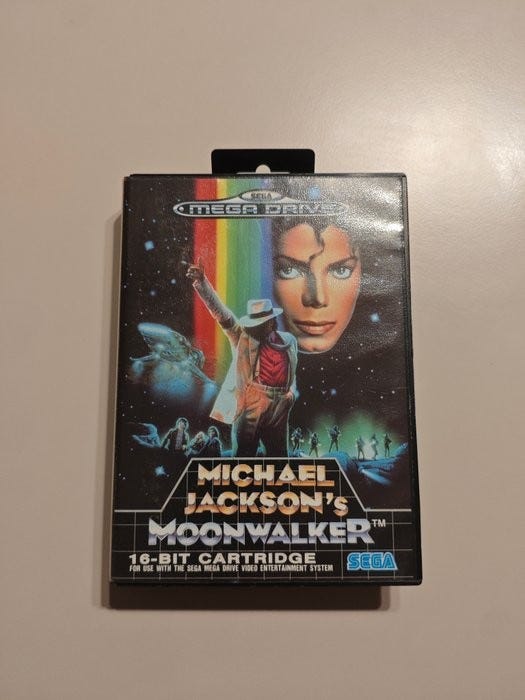 SEGA
MEGA DRIVE
MICHAEL
JACKSON's
MOONWALKER™
16-BIT CARTRIDGE
FOR USE WITH THE SEGA MEGA DRIVE VIDEO ENTERTAINMENT SYSTEM
SEGA